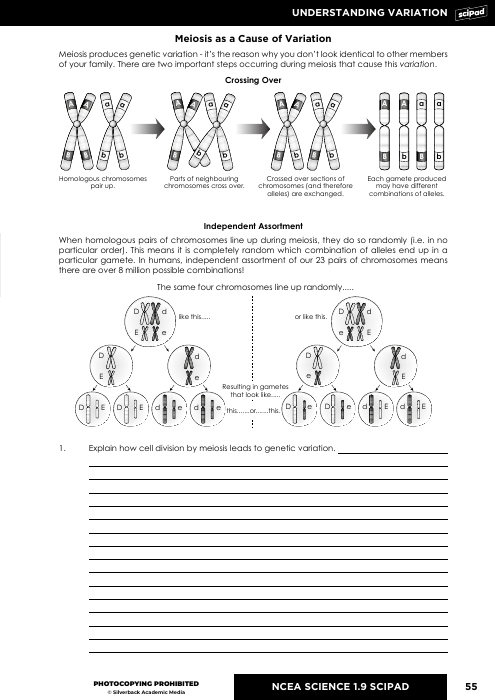 UNDERSTANDING VARIATION
scipad
Meiosis as a Cause of Variation
Meiosis produces genetic variation - it's the reason why you don't look identical to other members
of your family. There are two important steps occurring during meiosis that cause this variation.
Crossing Over
A A a a
B B b b
A A a a
B b b
A A a a
B b B b
A A a a
B b B b
Homologous chromosomes
pair up.
Parts of neighbouring
chromosomes cross over.
Crossed over sections of
chromosomes (and therefore
alleles) are exchanged.
Each gamete produced
may have different
combinations of alleles.
Independent Assortment
When homologous pairs of chromosomes line up during meiosis, they do so randomly (i.e. in no
particular order). This means it is completely random which combination of alleles end up in a
particular gamete. In humans, independent assortment of our 23 pairs of chromosomes means
there are over 8 million possible combinations!
The same four chromosomes line up randomly.....
D d
E e
like this.....
or like this.
D d
e E
D
E
d
e
D
e
d
E
Resulting in gametes
that look like....
D E D E d e d e
this......or......this.
D e D e d E d E
1. Explain how cell division by meiosis leads to genetic variation.
PHOTOCOPYING PROHIBITED
© Silverback Academic Media
NCEA SCIENCE 1.9 SCIPAD
55